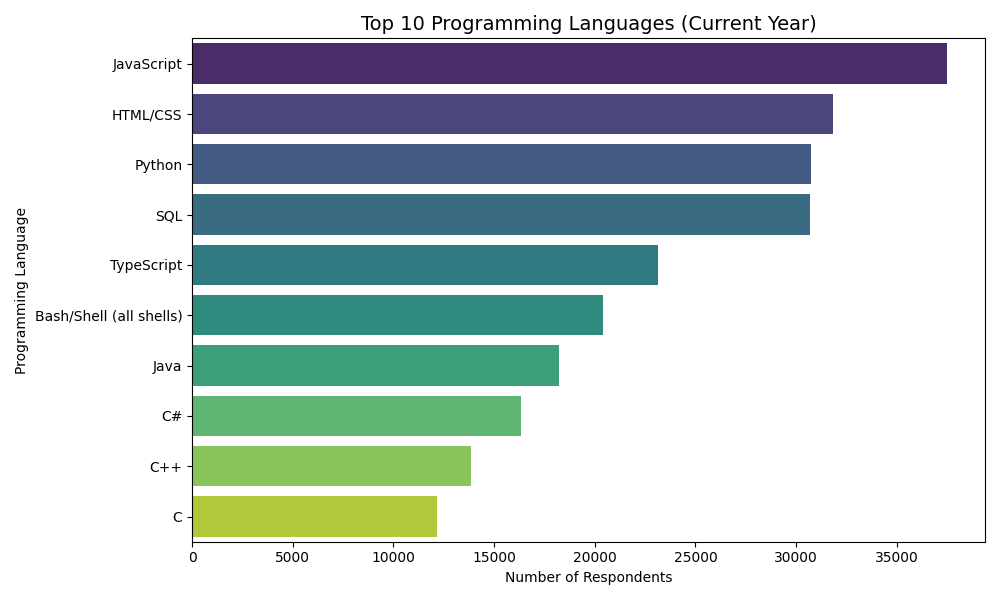 Top 10 Programming Languages (Current Year)
Programming Language
JavaScript
HTML/CSS
Python
SQL
TypeScript
Bash/Shell (all shells)
Java
C#
C++
C
0 5000 10000 15000 20000 25000 30000 35000
Number of Respondents